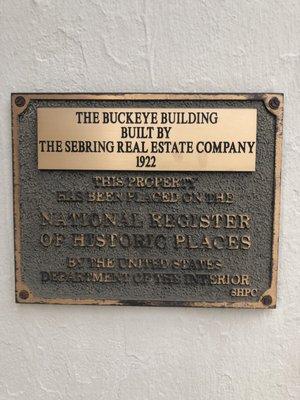 THE BUCKEYE BUILDING
BUILT BY
THE SEBRING REAL ESTATE COMPANY
1922
THIS PROPERTY
HAS BEEN PLACED ON THE
NATIONAL REGISTER
OF HISTORIC PLACES
BY THE UNITED STATES
DEPARTMENT OF THE INTERIOR
SHPC